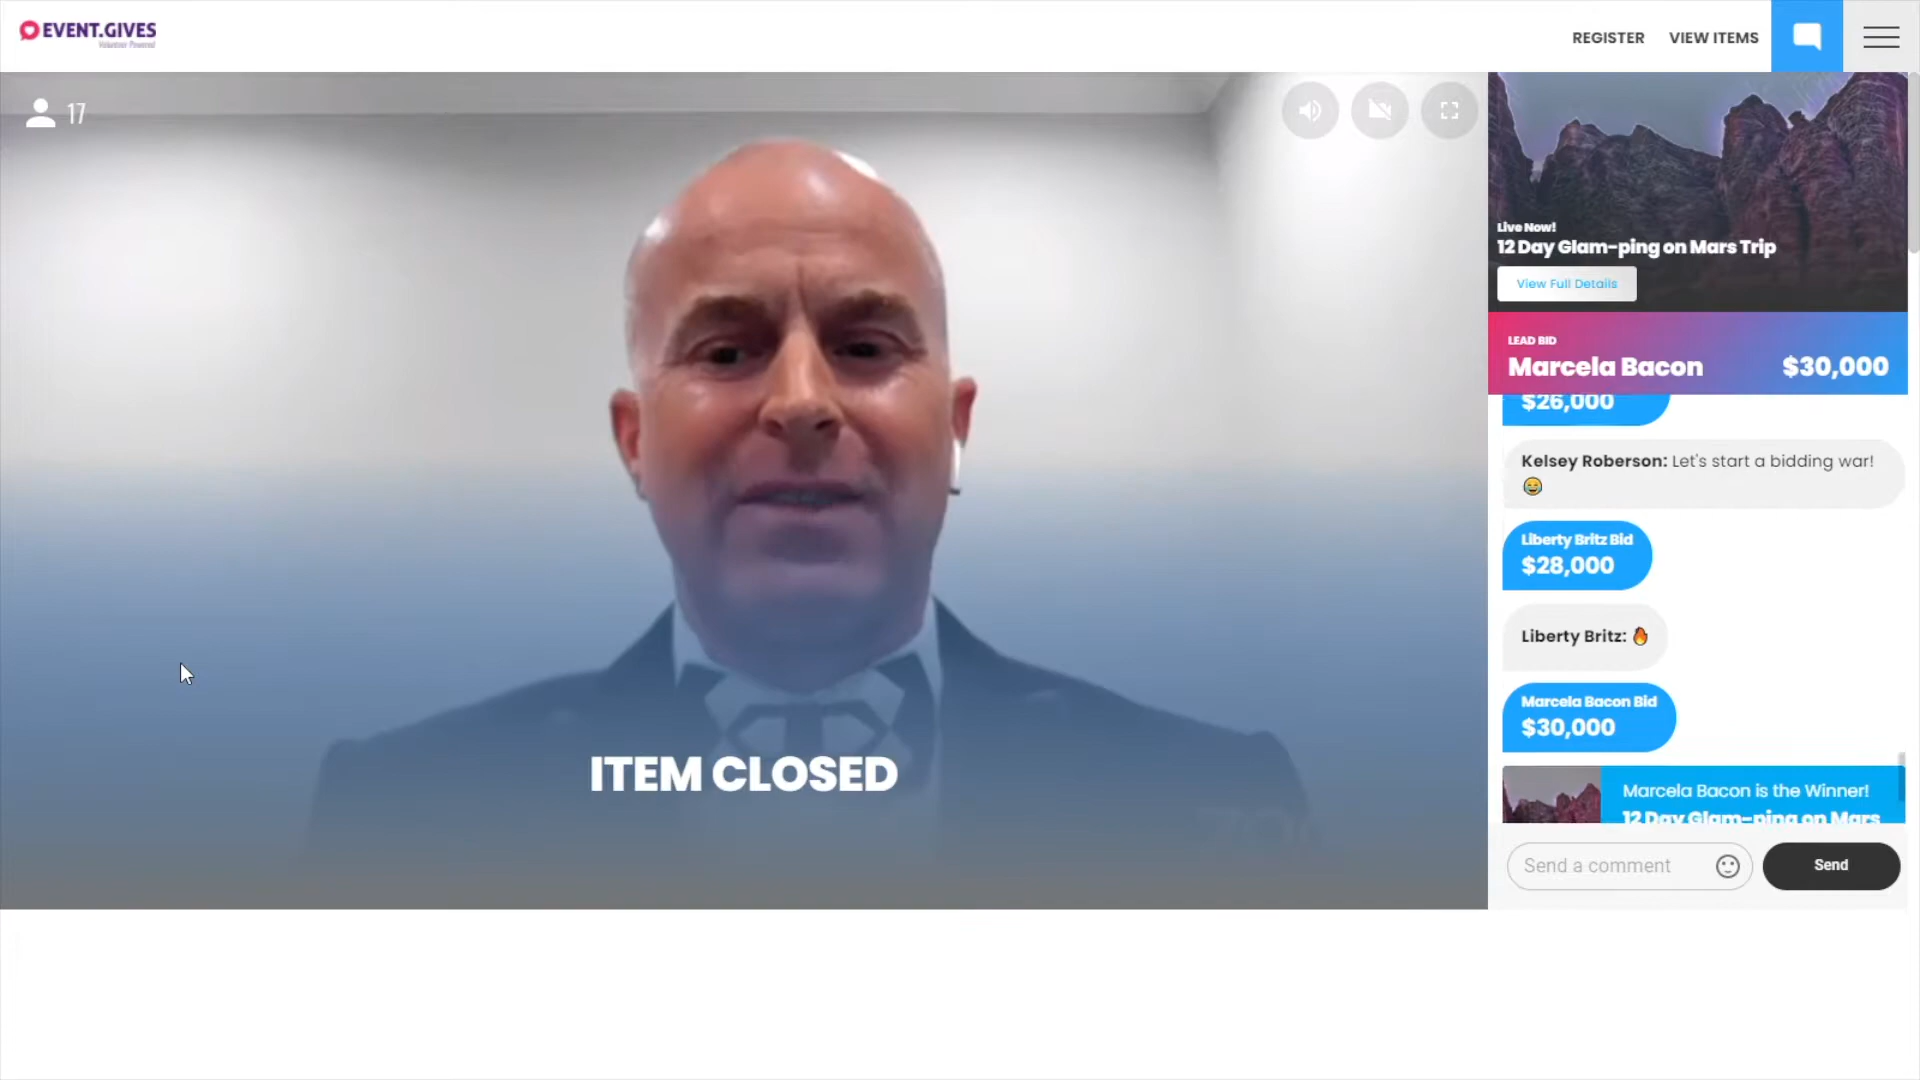 EVENT.GIVES
Volunteer Powered
REGISTER
VIEW ITEMS
17
Live Now!
12 Day Glam-ping on Mars Trip
View Full Details
LEAD BID
Marcela Bacon
$30,000
$26,000
Kelsey Roberson: Let's start a bidding war!
😂
Liberty Britz Bid
$28,000
Liberty Britz: 🔥
Marcela Bacon Bid
$30,000
Marcela Bacon is the Winner!
12 Day Glam-ping on Mars
ITEM CLOSED
Send a comment
Send